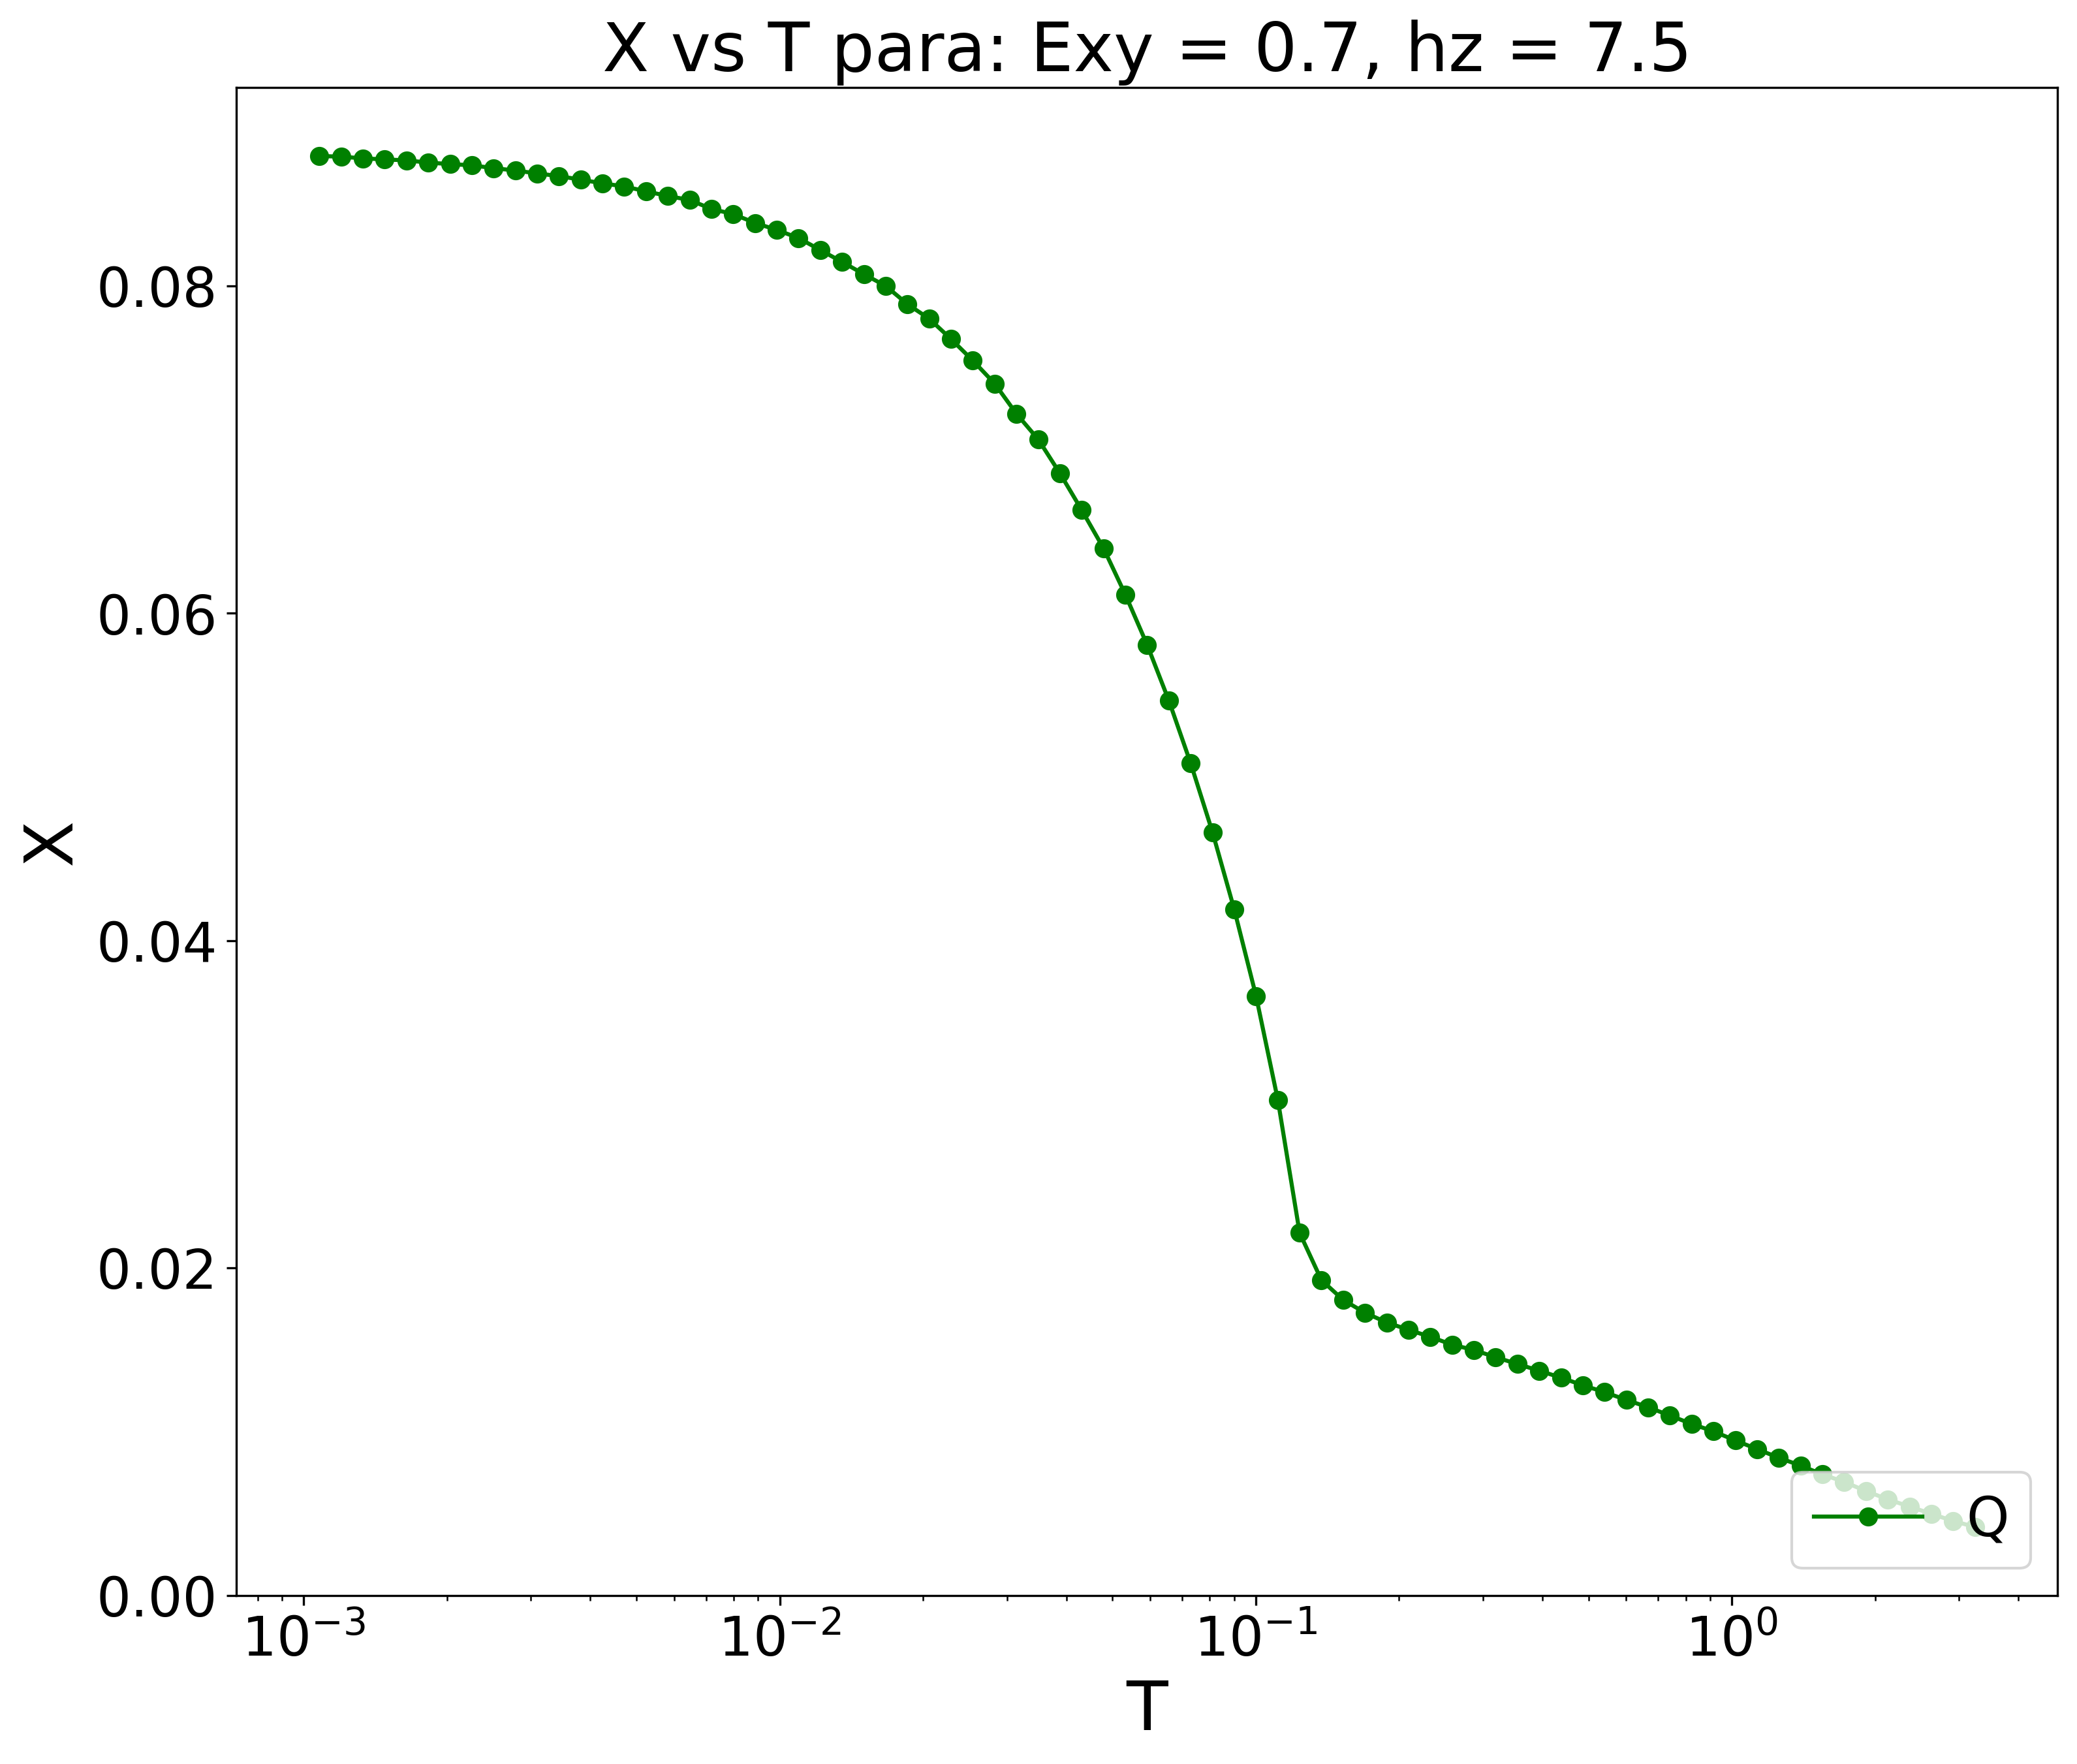 X vs T para: Exy = 0.7, hz = 7.5
X
0.08
0.06
0.04
0.02
0.00
Q
10⁻³ 10⁻² 10⁻¹ 10⁰
T